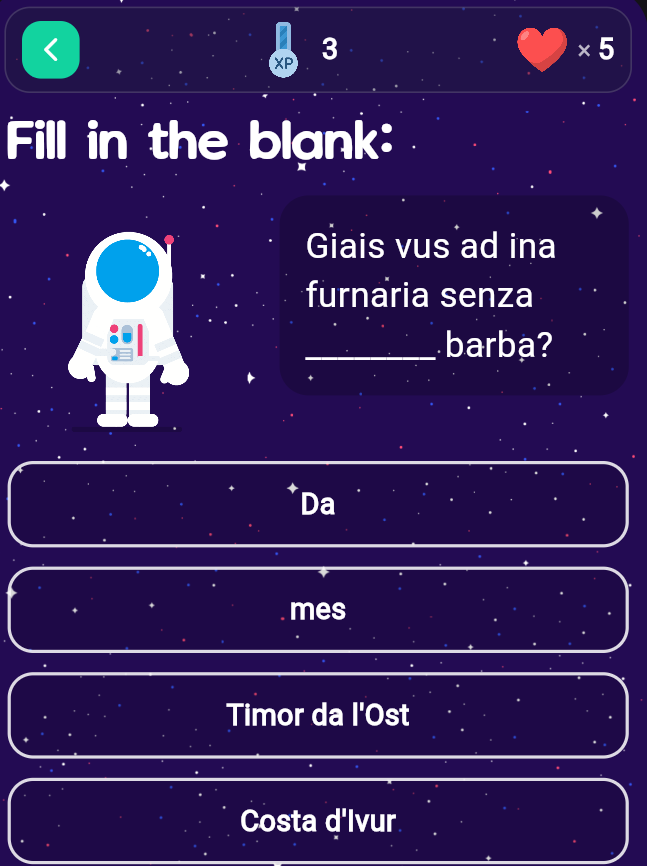 XP 3 × 5
Fill in the blank:
Giais vus ad ina
furnaria senza
________ barba?
Da
mes
Timor da l'Ost
Costa d'Ivur